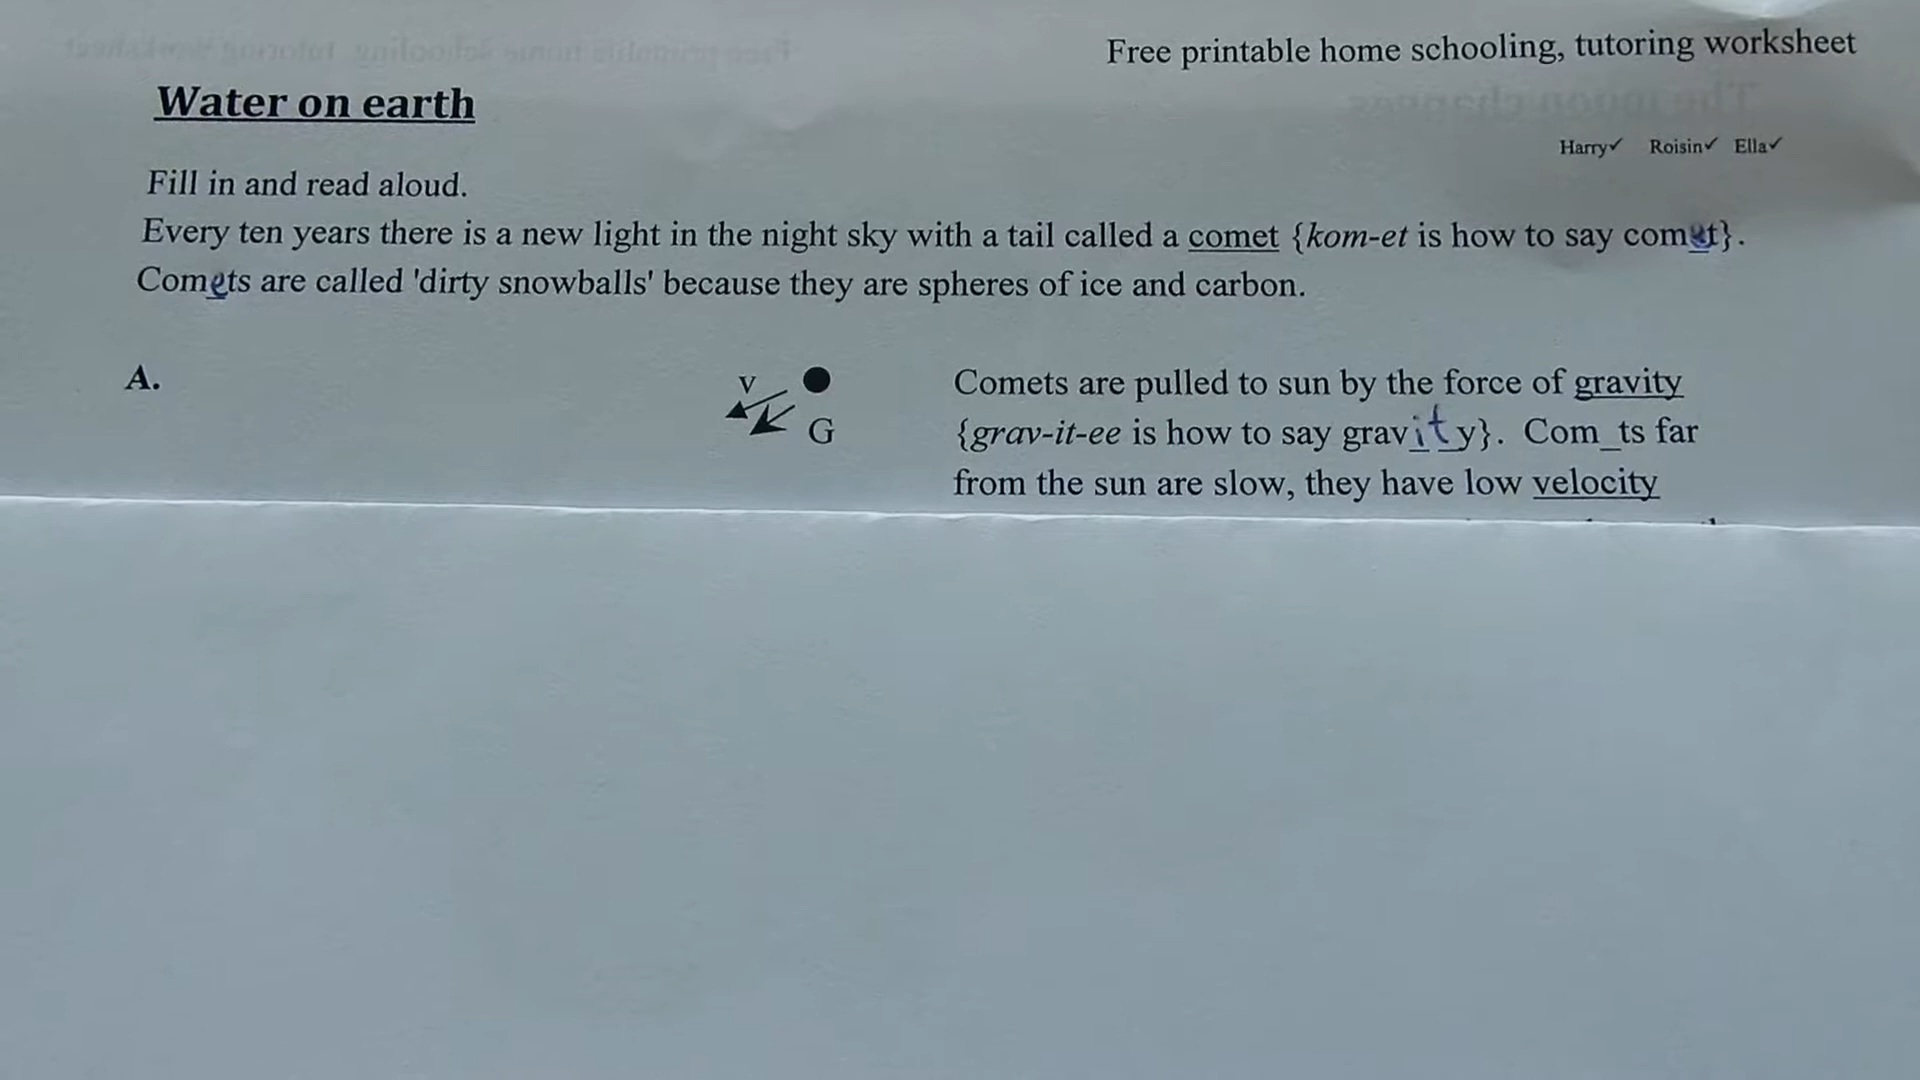 Free printable home schooling, tutoring worksheet
Water on earth
Harry✓ Roisin✓ Ella✓
Fill in and read aloud.
Every ten years there is a new light in the night sky with a tail called a comet {kom-et is how to say comet}.
Comets are called 'dirty snowballs' because they are spheres of ice and carbon.
A.
v
G
Comets are pulled to sun by the force of gravity
{grav-it-ee is how to say gravity}. Com_ts far
from the sun are slow, they have low velocity